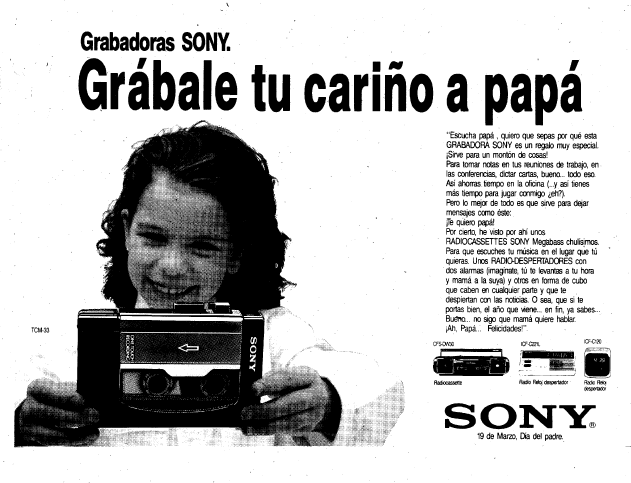 Grabadoras SONY.
Grábale tu cariño a papá
"Escucha papá , quiero que sepas por qué esta
GRABADORA SONY es un regalo muy especial.
¡Sirve para un montón de cosas!
Para tomar notas en tus reuniones de trabajo, en
las conferencias, dictar cartas, bueno... todo eso.
Así ahorras tiempo en la oficina (...y así tienes
más tiempo para jugar conmigo ¿eh?).
Pero lo mejor de todo es que sirve para dejar
mensajes como éste:
¡Te quiero papá!
Por cierto, he visto por ahí unos
RADIOCASSETTES SONY Megabass chulísimos.
Para que escuches tu música en el lugar que tú
quieras. Unos RADIO-DESPERTADORES con
dos alarmas (imagínate, tú te levantas a tu hora
y mamá a la suya) y otros en forma de cubo
que caben en cualquier parte y que te
despiertan con las noticias. O sea, que si te
portas bien, el año que viene... en fin, ya sabes...
Bueno... no sigo que mamá quiere hablar.
¡Ah, Papá... Felicidades!".
TCM-33
SONY
CFS-DW30
Radiocassette
ICF-C221L
Radio Reloj despertador
ICF-C120
Radio Reloj
despertador
SONY®
19 de Marzo, Día del padre.